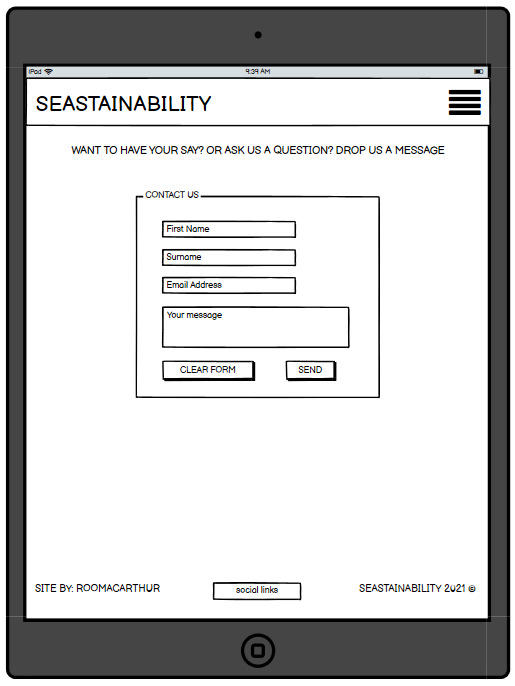 iPad 9:39 AM
SEASTAINABILITY
WANT TO HAVE YOUR SAY? OR ASK US A QUESTION? DROP US A MESSAGE
CONTACT US
First Name
Surname
Email Address
Your message
CLEAR FORM SEND
SITE BY: ROOMACARTHUR social links SEASTAINABILITY 2021 ©